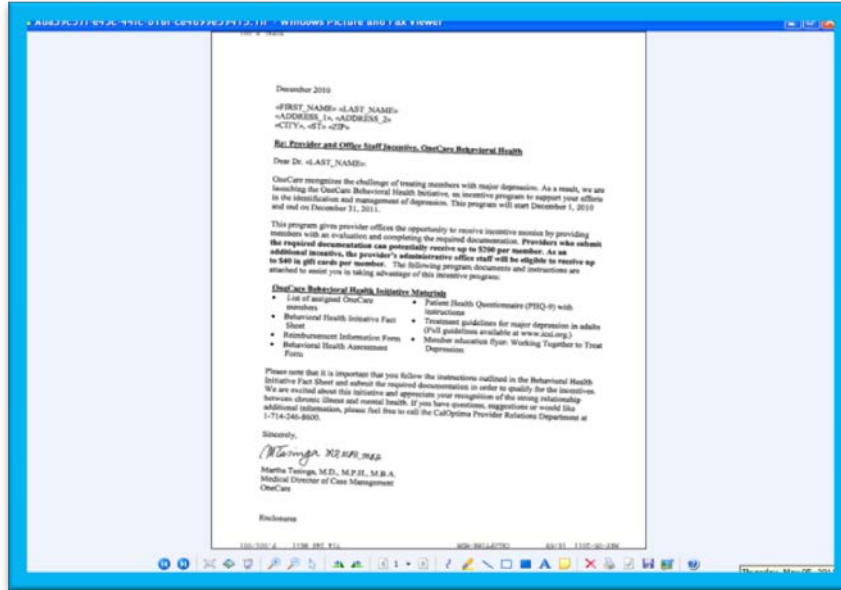 Windows Picture and Fax Viewer
December 2010
«FIRST_NAME» «LAST_NAME»
«ADDRESS_1», «ADDRESS_2»
«CITY», «ST» «ZIP»
Re: Provider and Office Staff Incentive, OneCare Behavioral Health
Dear Dr. «LAST_NAME»:
OneCare recognizes the challenge of treating members with major depression. As a result, we are
launching the OneCare Behavioral Health Initiative, an incentive program to support your efforts
in the identification and management of depression. This program will start December 1, 2010
and end on December 31, 2011.
This program gives provider offices the opportunity to receive incentive monies by providing
members with an evaluation and completing the required documentation. Providers who submit
the required documentation can potentially receive up to $200 per member. As an
additional incentive, the provider's administrative office staff will be eligible to receive up
to $40 in gift cards per member. The following program documents and instructions are
attached to assist you in taking advantage of this incentive program:
OneCare Behavioral Health Initiative Materials
• List of assigned OneCare
members
• Behavioral Health Initiative Fact
Sheet
• Reimbursement Information Form
• Behavioral Health Assessment
Form
• Patient Health Questionnaire (PHQ-9) with
instructions
• Treatment guidelines for major depression in adults
(Full guidelines available at www.icsi.org.)
• Member education flyer: Working Together to Treat
Depression
Please note that it is important that you follow the instructions outlined in the Behavioral Health
Initiative Fact Sheet and submit the required documentation in order to qualify for the incentives.
We are excited about this initiative and appreciate your recognition of the strong relationship
between chronic illness and mental health. If you have questions, suggestions or would like
additional information, please feel free to call the CalOptima Provider Relations Department at
1-714-246-8600.
Sincerely,
Martha Tasinga, M.D., M.P.H., M.B.A.
Medical Director of Case Management
OneCare
Enclosures
1
A
Thursday, May 05,